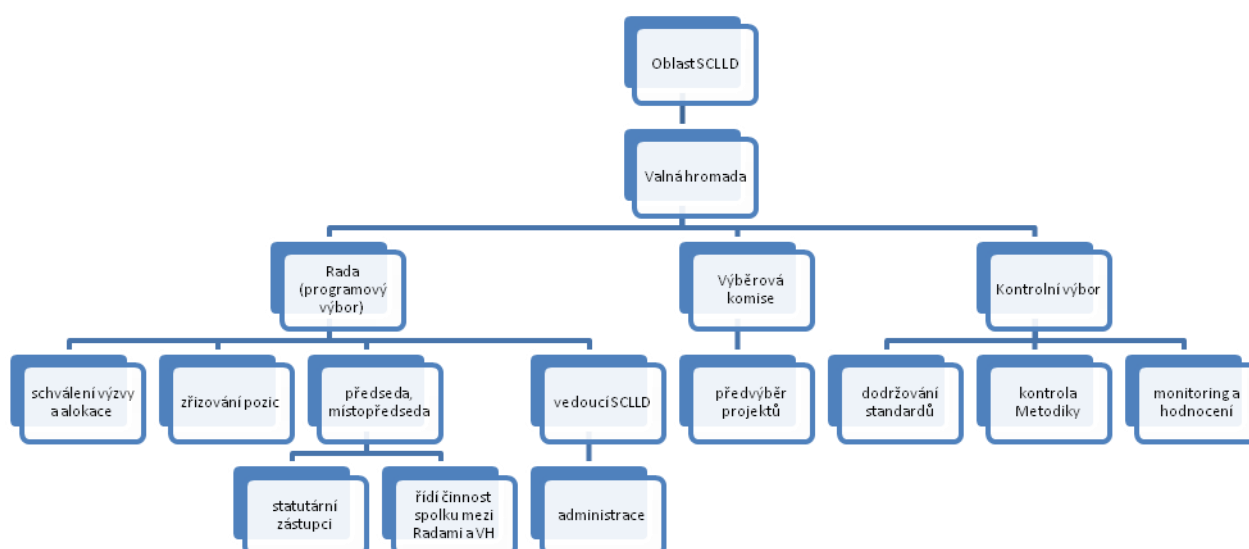 Oblast SCLLD
Valná hromada
Rada
(programový
výbor)
Výběrová
komise
Kontrolní výbor
schválení výzvy
a alokace
zřizování pozic
předseda,
místopředseda
vedoucí SCLLD
předvýběr
projektů
dodržování
standardů
kontrola
Metodiky
monitoring a
hodnocení
statutární
zástupci
řídí činnost
spolku mezi
Radami a VH
administrace